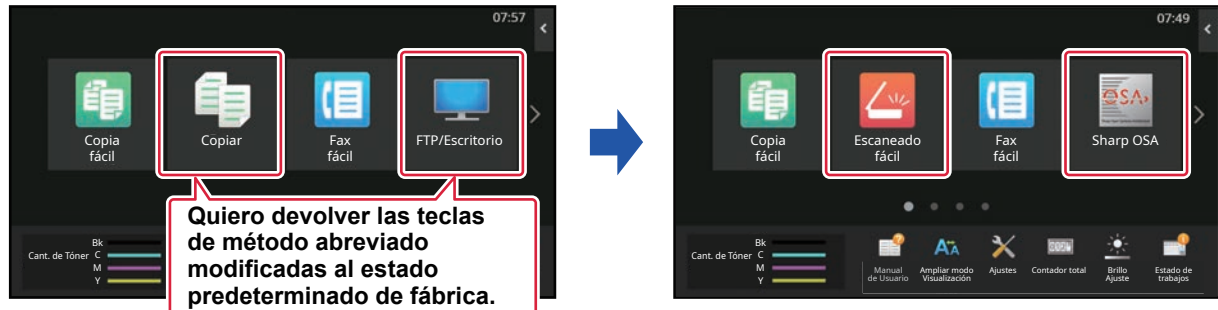 07:57
Copia
fácil
Copiar
Fax
fácil
FTP/Escritorio
Quiero devolver las teclas
de método abreviado
modificadas al estado
predeterminado de fábrica.
Bk
Cant. de Tóner C
M
Y
07:49
Copia
fácil
Escaneado
fácil
Fax
fácil
OSA
Sharp OSA
Bk
Cant. de Tóner C
M
Y
Manual
de Usuario
Ampliar modo
Visualización
Ajustes
Contador total
Brillo
Ajuste
Estado de
trabajos